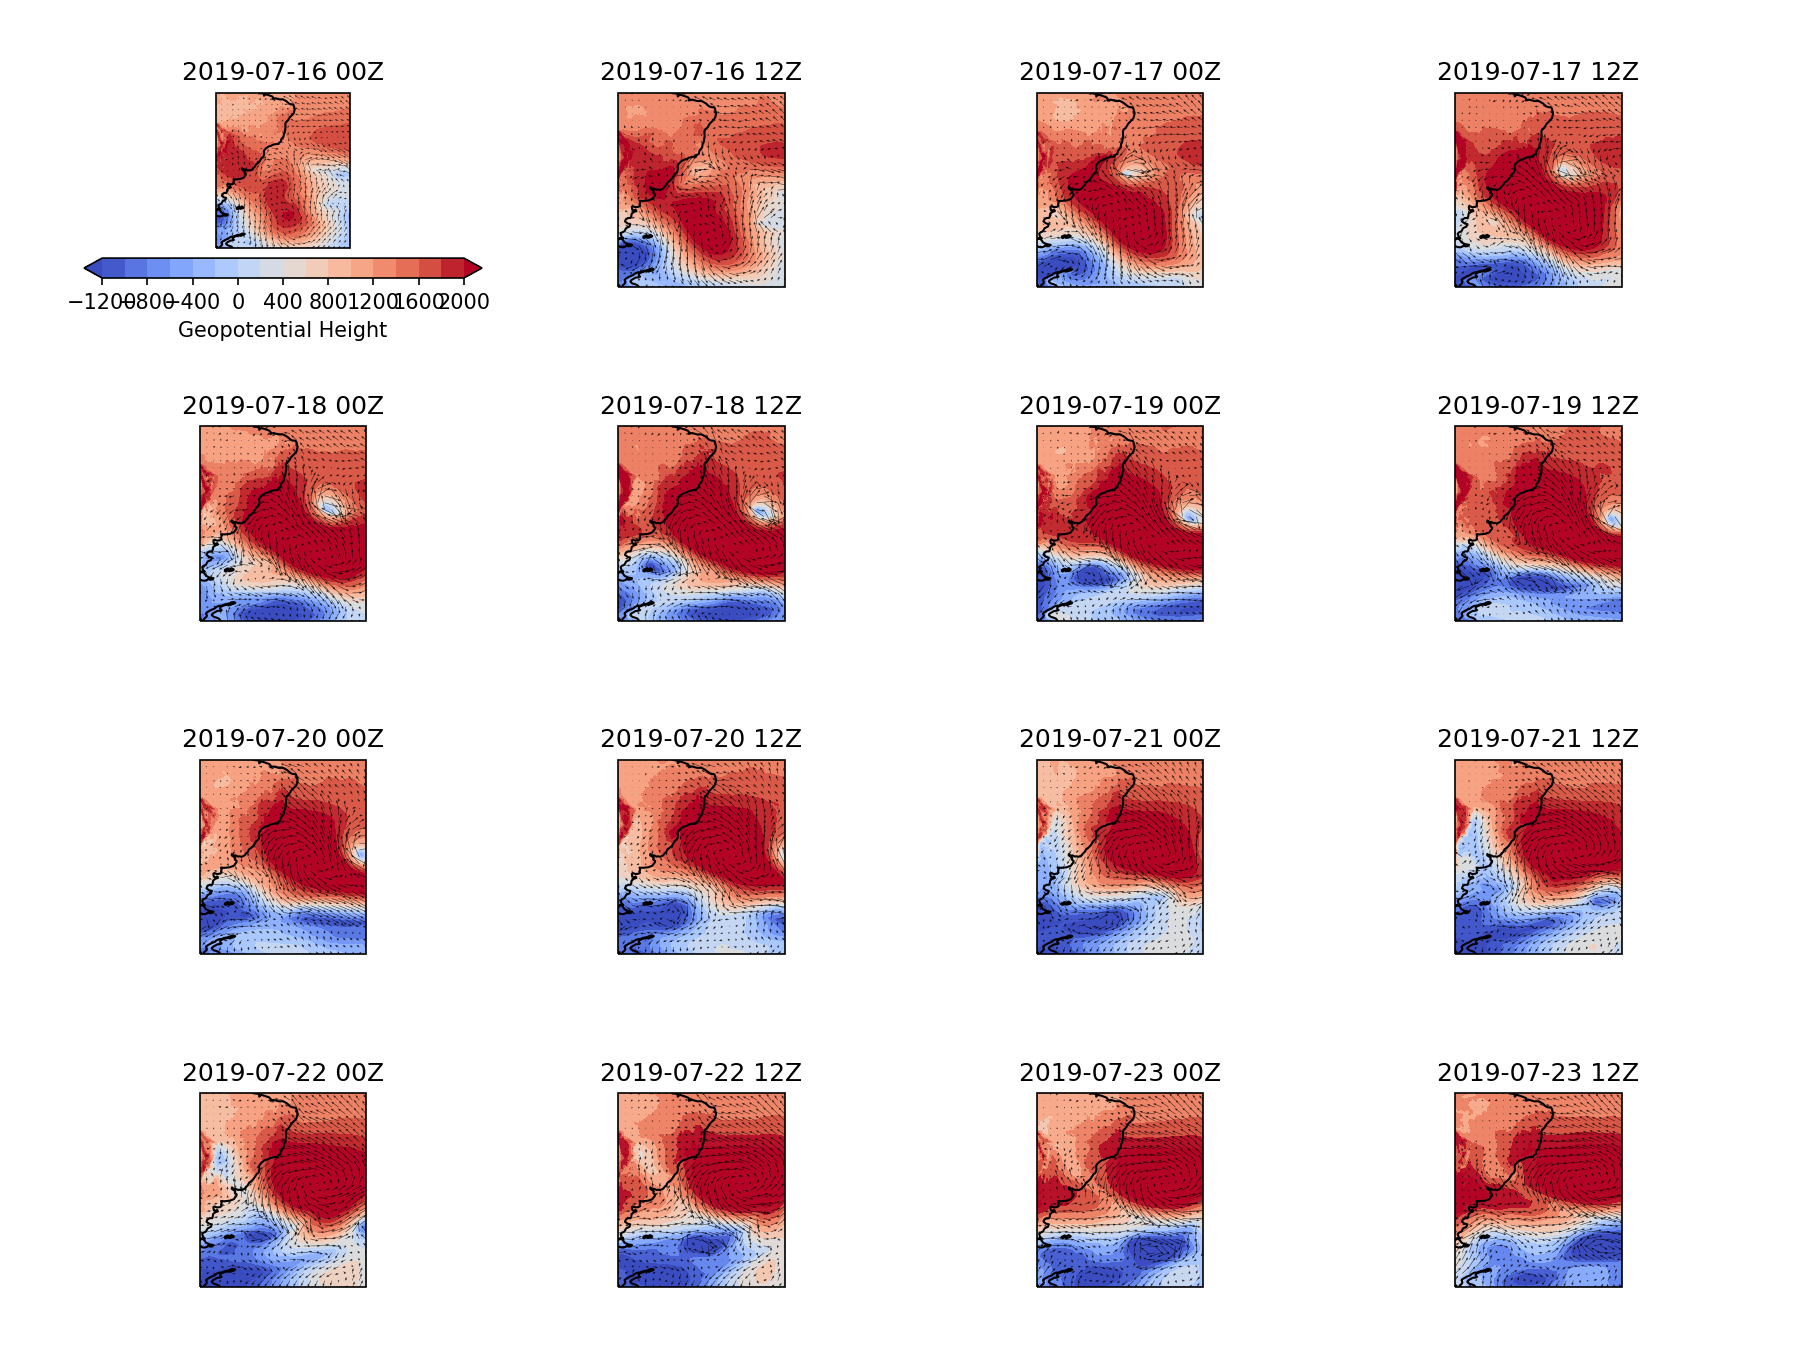 2019-07-16 00Z 2019-07-16 12Z 2019-07-17 00Z 2019-07-17 12Z
−1200 −800 −400 0 400 800 1200 1600 2000
Geopotential Height
2019-07-18 00Z 2019-07-18 12Z 2019-07-19 00Z 2019-07-19 12Z
2019-07-20 00Z 2019-07-20 12Z 2019-07-21 00Z 2019-07-21 12Z
2019-07-22 00Z 2019-07-22 12Z 2019-07-23 00Z 2019-07-23 12Z